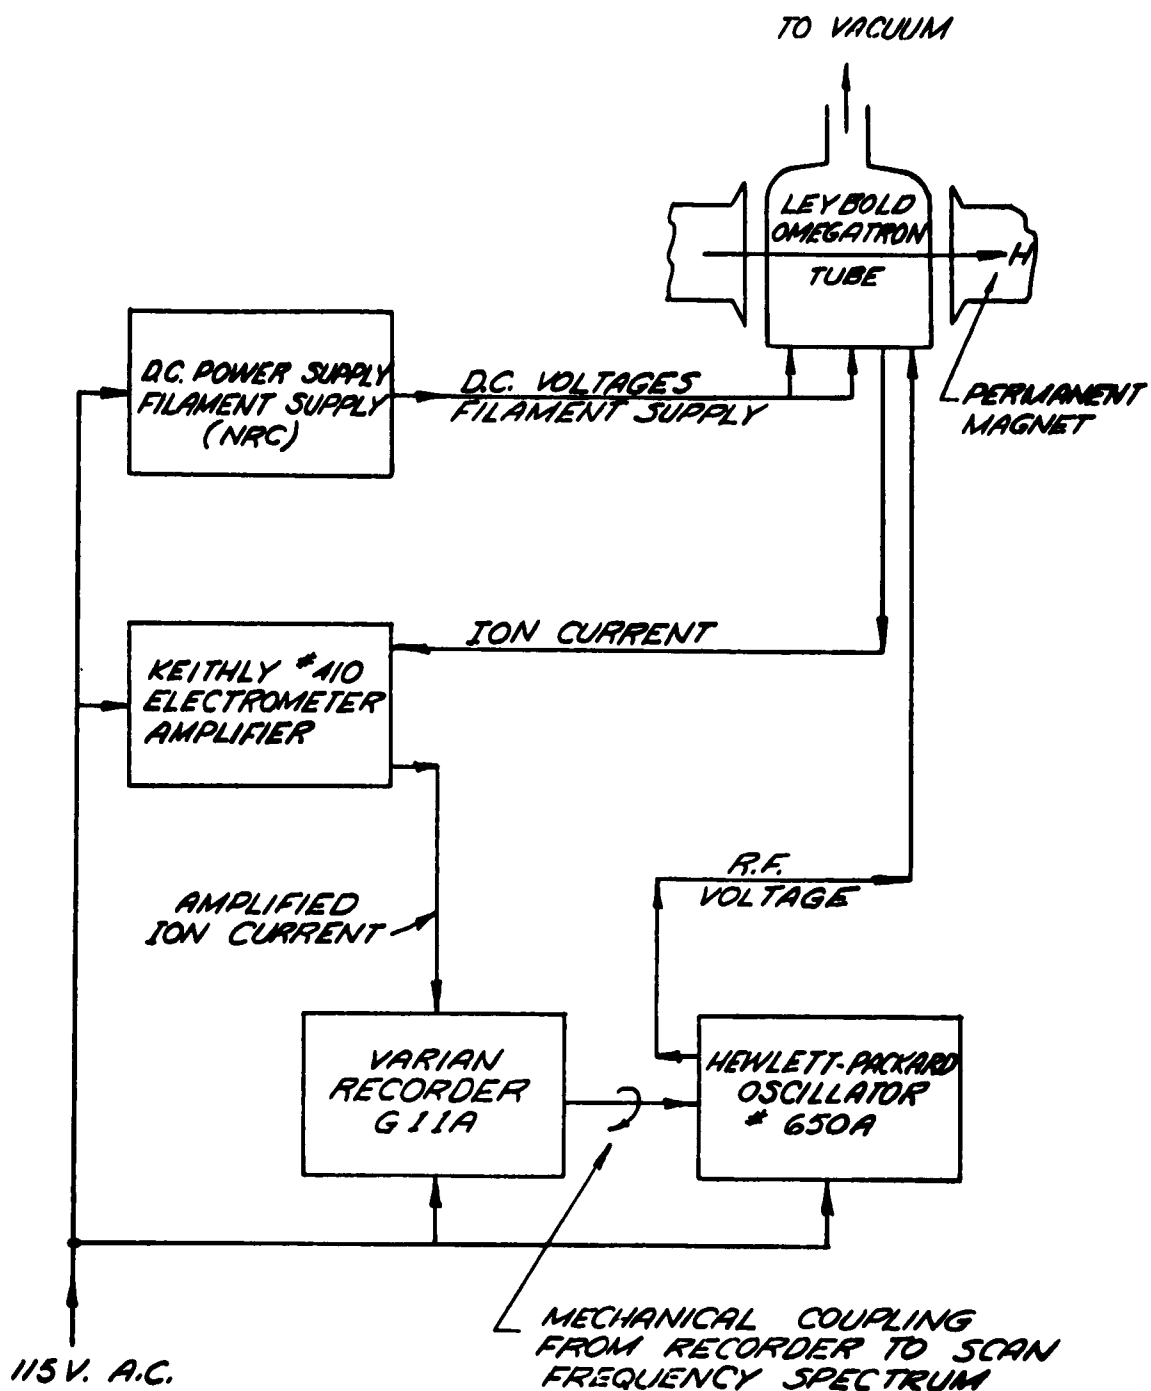 TO VACUUM
LEYBOLD
OMEGATRON
TUBE
H
D.C. POWER SUPPLY
FILAMENT SUPPLY
(NRC)
D.C. VOLTAGES
FILAMENT SUPPLY
PERMANENT
MAGNET
ION CURRENT
KEITHLY #410
ELECTROMETER
AMPLIFIER
R.F.
VOLTAGE
AMPLIFIED
ION CURRENT
VARIAN
RECORDER
G11A
HEWLETT-PACKARD
OSCILLATOR
# 650A
MECHANICAL COUPLING
FROM RECORDER TO SCAN
FREQUENCY SPECTRUM
115 V. A.C.